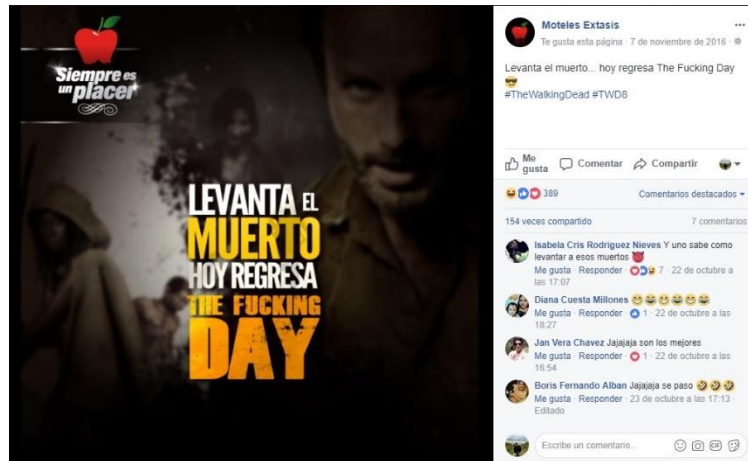 Siempre es
un placer
LEVANTA EL
MUERTO
HOY REGRESA
THE FUCKING
DAY
Moteles Extasis
Te gusta esta página · 7 de noviembre de 2016 ·
Levanta el muerto... hoy regresa The Fucking Day
#TheWalkingDead #TWD8
Me
gusta
Comentar
Compartir
389
Comentarios destacados
154 veces compartido
7 comentarios
Isabela Cris Rodriguez Nieves Y uno sabe como
levantar a esos muertos
Me gusta · Responder · 7 · 22 de octubre a
las 17:07
Diana Cuesta Millones
Me gusta · Responder · 1 · 22 de octubre a las
18:27
Jan Vera Chavez Jajajaja son los mejores
Me gusta · Responder · 1 · 22 de octubre a las
16:54
Boris Fernando Alban Jajajaja se paso
Me gusta · Responder · 23 de octubre a las 17:13 ·
Editado
Escribe un comentario...
GIF